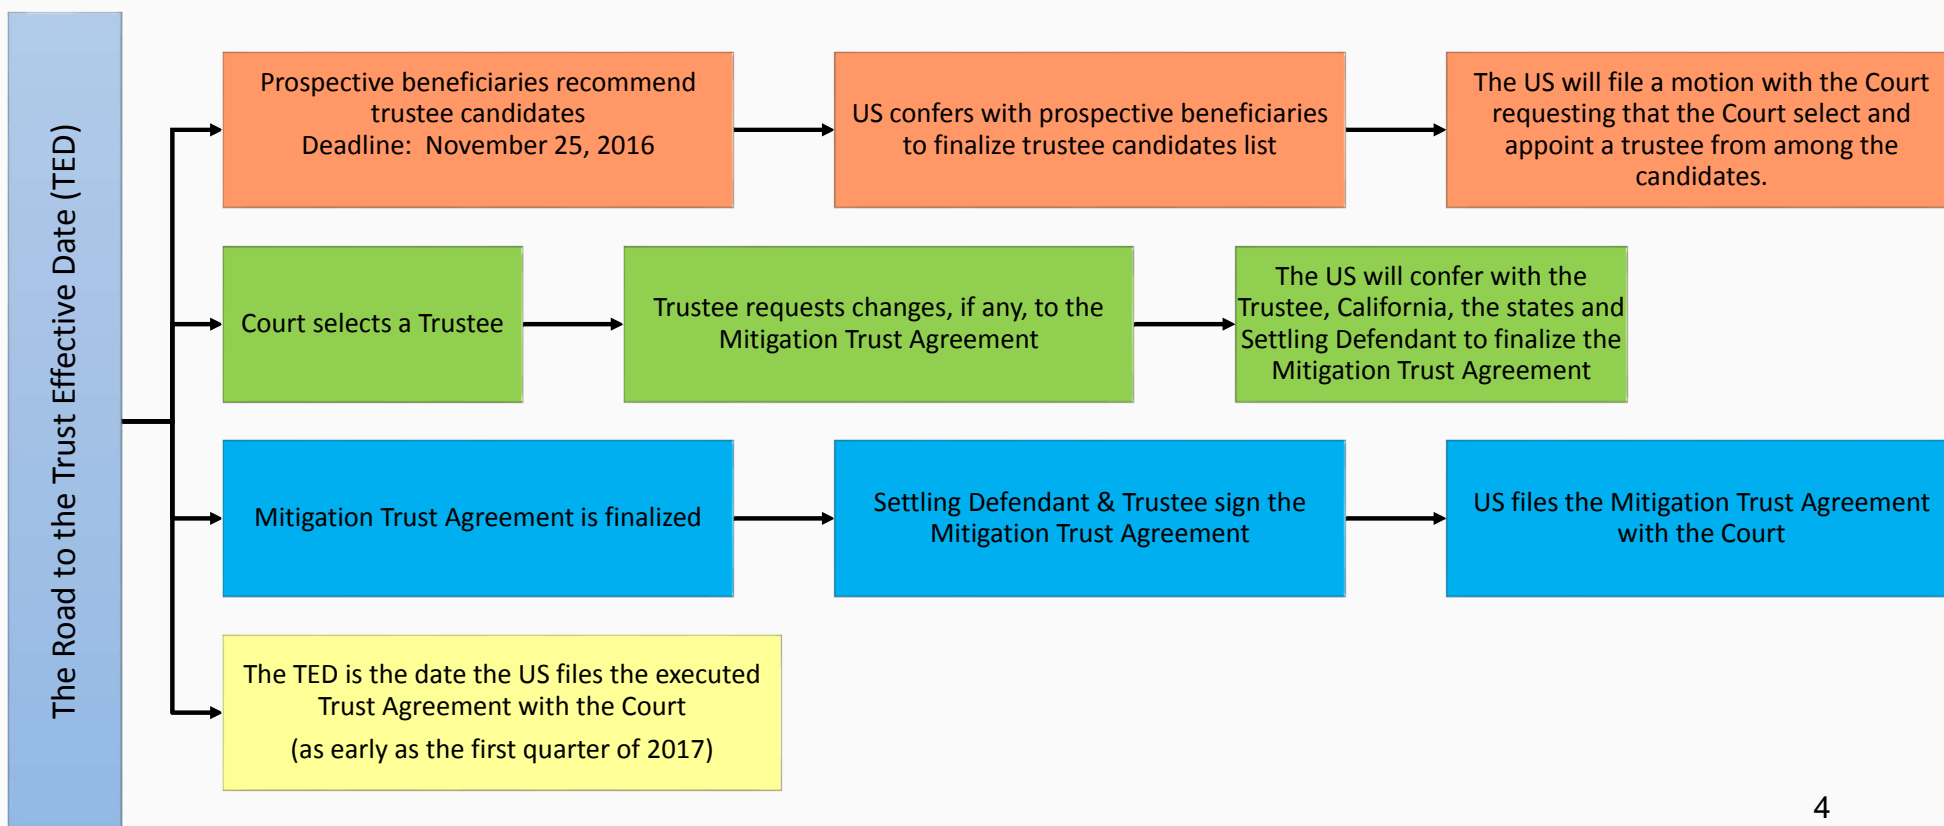 The Road to the Trust Effective Date (TED)
Prospective beneficiaries recommend
trustee candidates
Deadline:  November 25, 2016
US confers with prospective beneficiaries
to finalize trustee candidates list
The US will file a motion with the Court
requesting that the Court select and
appoint a trustee from among the
candidates.
Court selects a Trustee
Trustee requests changes, if any, to the
Mitigation Trust Agreement
The US will confer with the
Trustee, California, the states and
Settling Defendant to finalize the
Mitigation Trust Agreement
Mitigation Trust Agreement is finalized
Settling Defendant & Trustee sign the
Mitigation Trust Agreement
US files the Mitigation Trust Agreement
with the Court
The TED is the date the US files the executed
Trust Agreement with the Court
(as early as the first quarter of 2017)
4